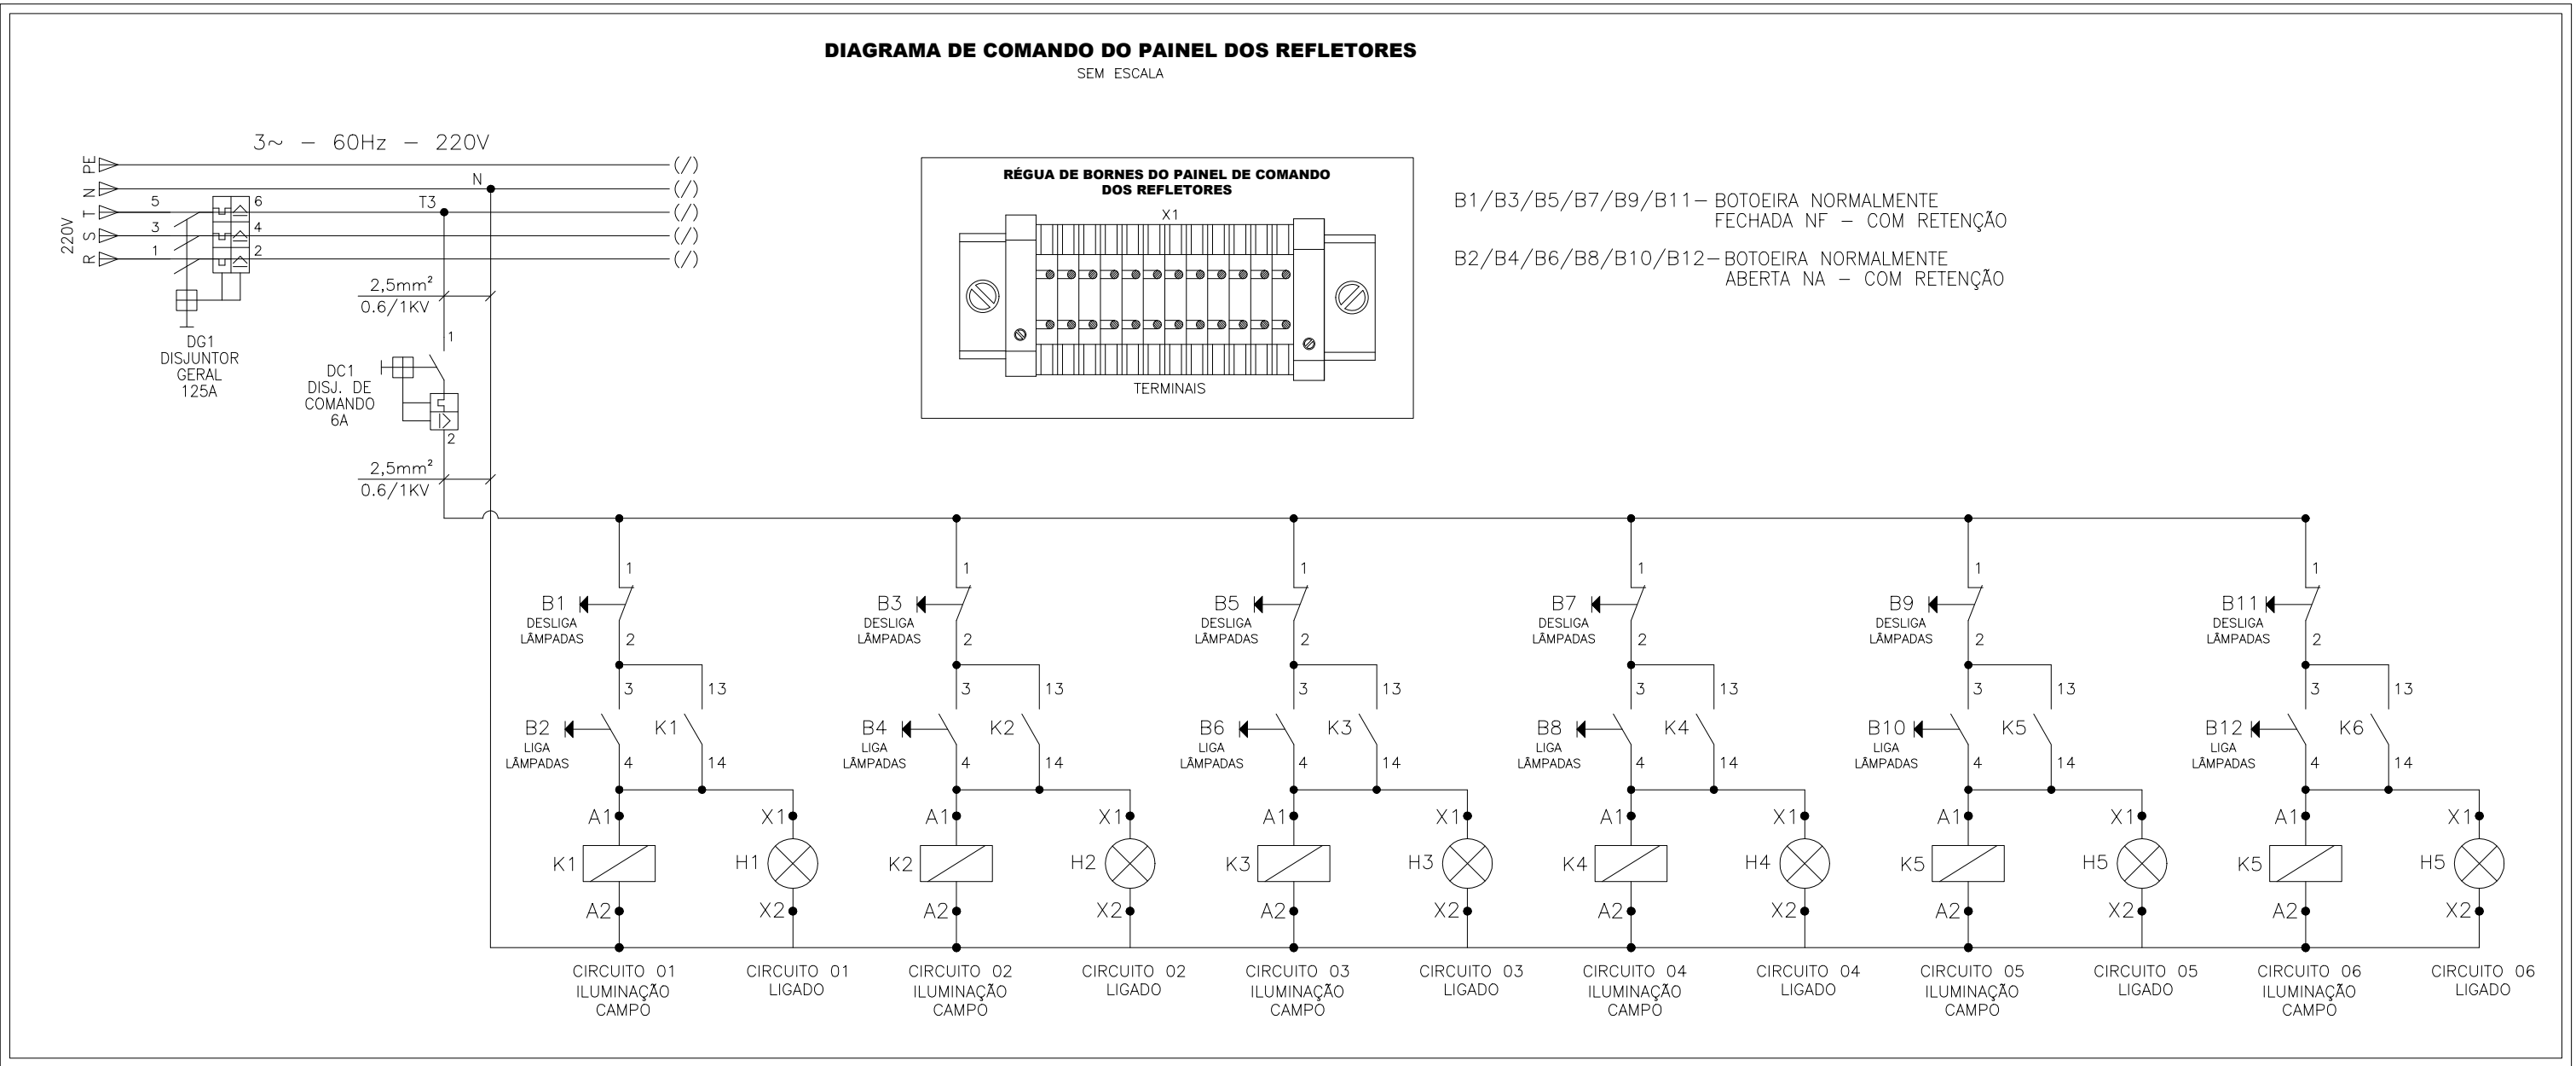 DIAGRAMA DE COMANDO DO PAINEL DOS REFLETORES
SEM ESCALA
3~ - 60Hz - 220V
PE
N
T
S
R
220V
5
3
1
6
4
2
N
T3
(/)
(/)
(/)
(/)
(/)
2,5mm²
0.6/1KV
DG1
DISJUNTOR
GERAL
125A
1
DC1
DISJ. DE
COMANDO
6A
2
2,5mm²
0.6/1KV
RÉGUA DE BORNES DO PAINEL DE COMANDO
DOS REFLETORES
X1
TERMINAIS
B1/B3/B5/B7/B9/B11- BOTOEIRA NORMALMENTE
FECHADA NF - COM RETENÇÃO
B2/B4/B6/B8/B10/B12- BOTOEIRA NORMALMENTE
ABERTA NA - COM RETENÇÃO
1
B1
DESLIGA
LÂMPADAS
2
3
13
B2
LIGA
LÂMPADAS
K1
4
14
A1
X1
K1
H1
A2
X2
CIRCUITO 01
ILUMINAÇÃO
CAMPO
CIRCUITO 01
LIGADO
1
B3
DESLIGA
LÂMPADAS
2
3
13
B4
LIGA
LÂMPADAS
K2
4
14
A1
X1
K2
H2
A2
X2
CIRCUITO 02
ILUMINAÇÃO
CAMPO
CIRCUITO 02
LIGADO
1
B5
DESLIGA
LÂMPADAS
2
3
13
B6
LIGA
LÂMPADAS
K3
4
14
A1
X1
K3
H3
A2
X2
CIRCUITO 03
ILUMINAÇÃO
CAMPO
CIRCUITO 03
LIGADO
1
B7
DESLIGA
LÂMPADAS
2
3
13
B8
LIGA
LÂMPADAS
K4
4
14
A1
X1
K4
H4
A2
X2
CIRCUITO 04
ILUMINAÇÃO
CAMPO
CIRCUITO 04
LIGADO
1
B9
DESLIGA
LÂMPADAS
2
3
13
B10
LIGA
LÂMPADAS
K5
4
14
A1
X1
K5
H5
A2
X2
CIRCUITO 05
ILUMINAÇÃO
CAMPO
CIRCUITO 05
LIGADO
1
B11
DESLIGA
LÂMPADAS
2
3
13
B12
LIGA
LÂMPADAS
K6
4
14
A1
X1
K5
H5
A2
X2
CIRCUITO 06
ILUMINAÇÃO
CAMPO
CIRCUITO 06
LIGADO